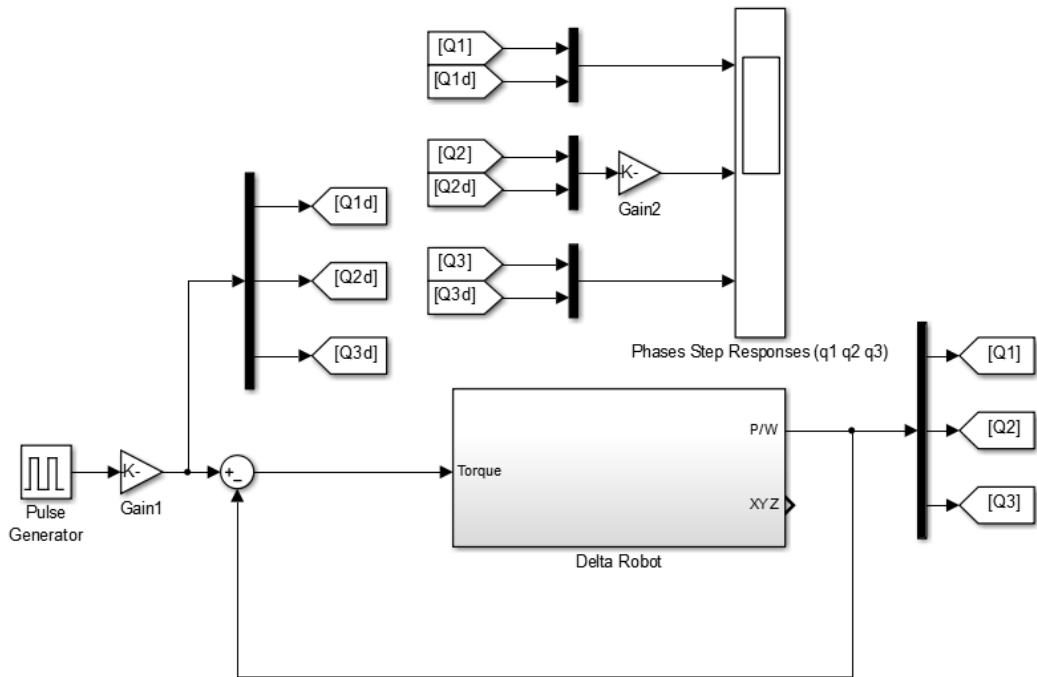 [Q1]
[Q1d]
[Q2]
[Q2d]
K-
Gain2
[Q3]
[Q3d]
Phases Step Responses (q1 q2 q3)
[Q1d]
[Q2d]
[Q3d]
Pulse
Generator
K-
Gain1
+
-
Torque
P/W
XYZ
Delta Robot
[Q1]
[Q2]
[Q3]